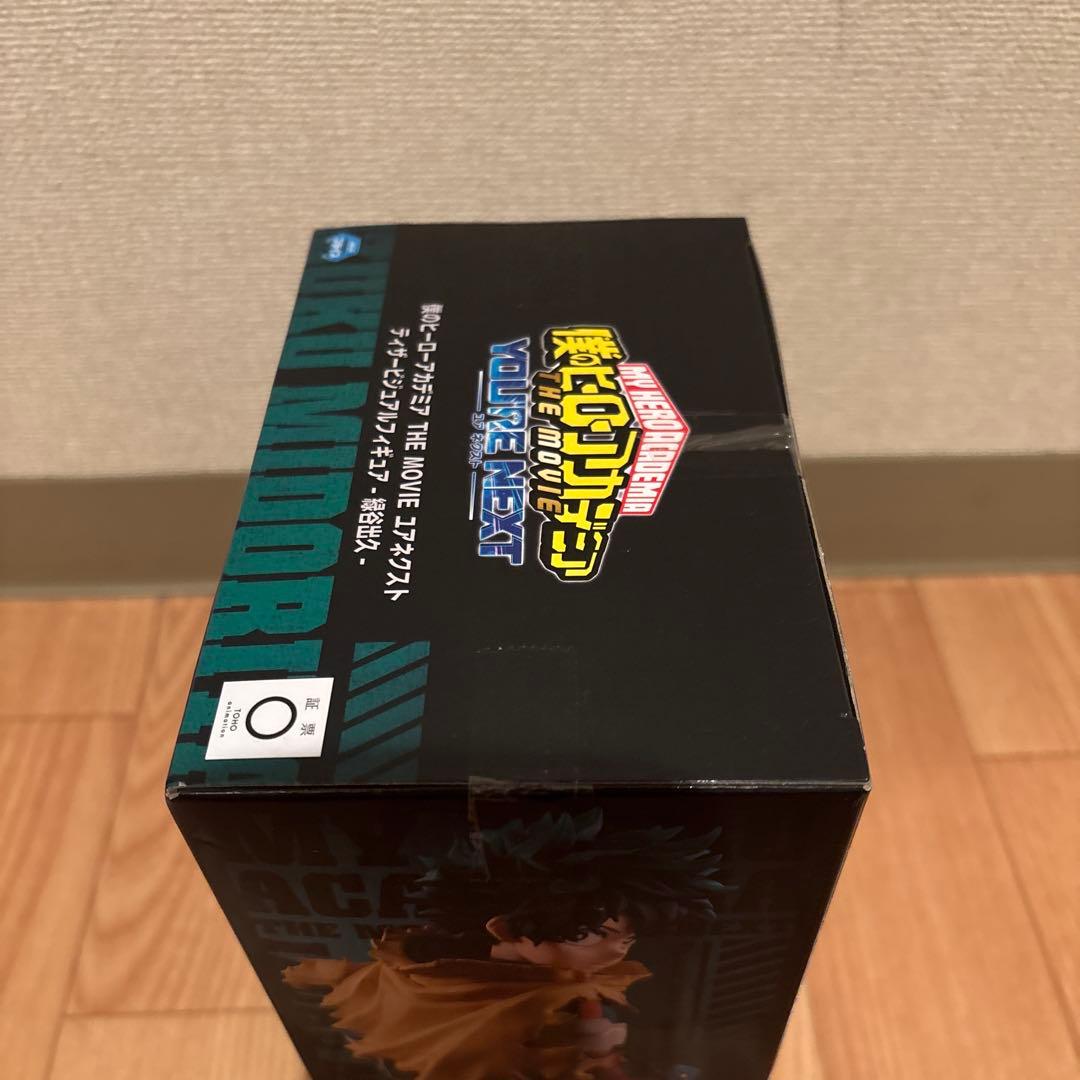 僕のヒーローアカデミア
MY HERO ACADEMIA
THE MOVIE
YOU'RE NEXT
ユア ネクスト
僕のヒーローアカデミア THE MOVIE ユアネクスト
ティザービジュアルフィギュア - 緑谷出久 -
MIDORIYA
証票
TOHO
animation